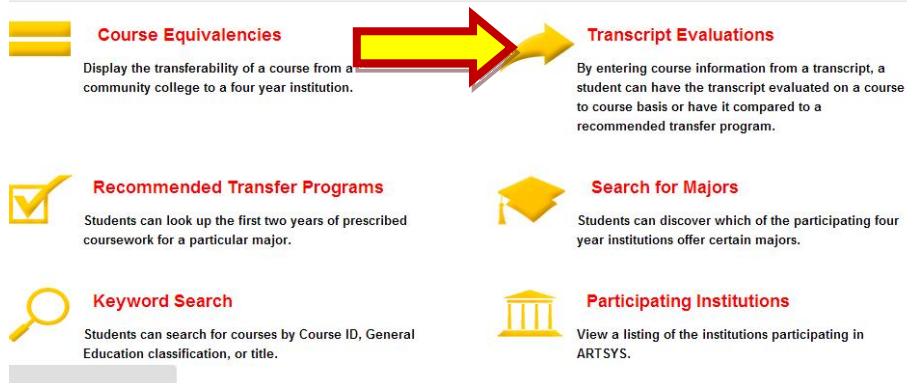 Course Equivalencies
Display the transferability of a course from a
community college to a four year institution.
Transcript Evaluations
By entering course information from a transcript, a
student can have the transcript evaluated on a course
to course basis or have it compared to a
recommended transfer program.
Recommended Transfer Programs
Students can look up the first two years of prescribed
coursework for a particular major.
Search for Majors
Students can discover which of the participating four
year institutions offer certain majors.
Keyword Search
Students can search for courses by Course ID, General
Education classification, or title.
Participating Institutions
View a listing of the institutions participating in
ARTSYS.